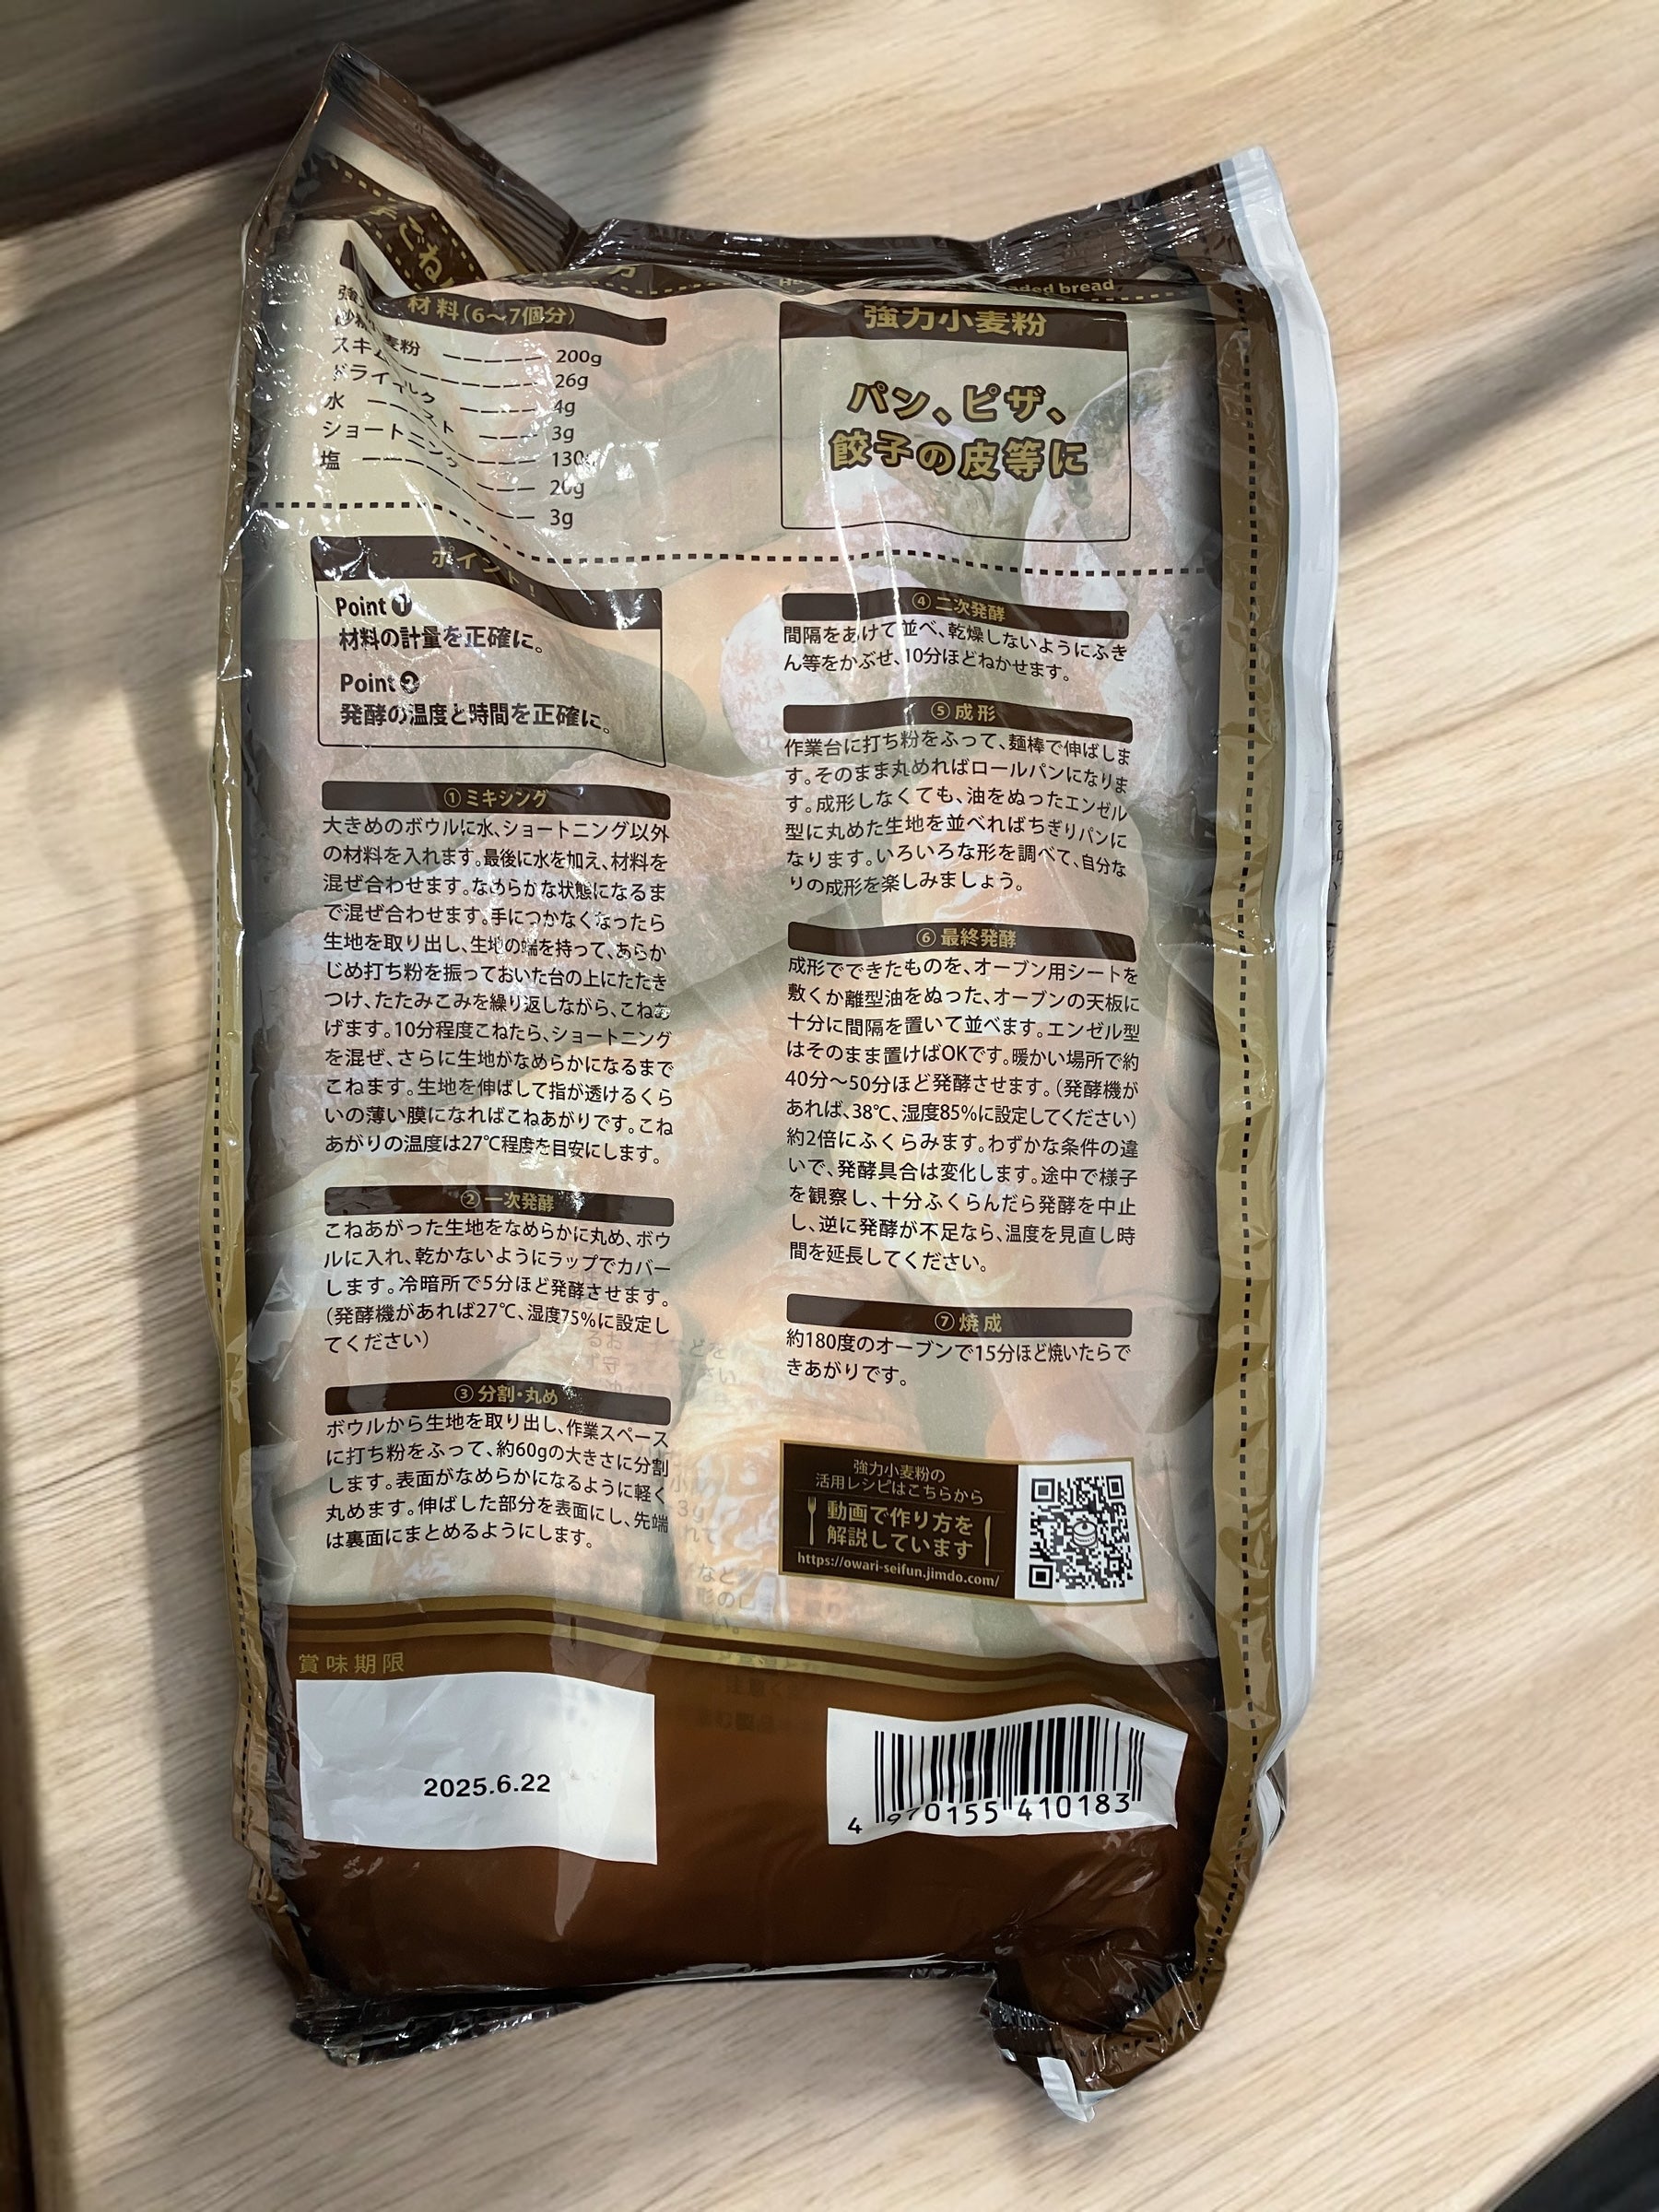 こね
方
aded bread
材料(6〜7個分)
麦粉 200g
26g
スキムミルク 4g
ドライイースト 3g
水 130g
ショートニング 20g
塩 3g
強力小麦粉
パン、ピザ、
餃子の皮等に
ポイント!
Point❶
材料の計量を正確に。
Point❷
発酵の温度と時間を正確に。
①ミキシング
大きめのボウルに水、ショートニング以外
の材料を入れます。最後に水を加え、材料を
混ぜ合わせます。なめらかな状態になるま
で混ぜ合わせます。手につかなくなったら
生地を取り出し、生地の端を持って、あらか
じめ打ち粉を振っておいた台の上にたたき
つけ、たたみこみを繰り返しながら、こねあ
げます。10分程度こねたら、ショートニング
を混ぜ、さらに生地がなめらかになるまで
こねます。生地を伸ばして指が透けるくら
いの薄い膜になればこねあがりです。こね
あがりの温度は27℃程度を目安にします。
②一次発酵
こねあがった生地をなめらかに丸め、ボウ
ルに入れ、乾かないようにラップでカバー
します。冷暗所で5分ほど発酵させます。
(発酵機があれば27℃、湿度75%に設定し
てください)
③分割・丸め
ボウルから生地を取り出し、作業スペース
に打ち粉をふって、約60gの大きさに分割
します。表面がなめらかになるように軽く
丸めます。伸ばした部分を表面にし、先端
は裏面にまとめるようにします。
④二次発酵
間隔をあけて並べ、乾燥しないようにふき
ん等をかぶせ、10分ほどねかせます。
⑤成形
作業台に打ち粉をふって、麺棒で伸ばしま
す。そのまま丸めればロールパンになりま
す。成形しなくても、油をぬったエンゼル
型に丸めた生地を並べればちぎりパンに
なります。いろいろな形を調べて、自分な
りの成形を楽しみましょう。
⑥最終発酵
成形でできたものを、オーブン用シートを
敷くか離型油をぬった、オーブンの天板に
十分に間隔を置いて並べます。エンゼル型
はそのまま置けばOKです。暖かい場所で約
40分〜50分ほど発酵させます。(発酵機が
あれば、38℃、湿度85%に設定してください)
約2倍にふくらみます。わずかな条件の違
いで、発酵具合は変化します。途中で様子
を観察し、十分ふくらんだら発酵を中止
し、逆に発酵が不足なら、温度を見直し時
間を延長してください。
⑦焼成
約180度のオーブンで15分ほど焼いたらで
きあがりです。
強力小麦粉の
活用レシピはこちらから
動画で作り方を
解説しています
https://owari-seifun.jimdo.com/
賞味期限
2025.6.22
4 970155 410183